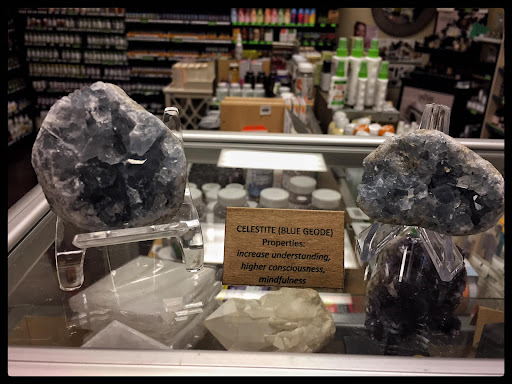 CELESTITE (BLUE GEODE)
Properties:
increase understanding,
higher consciousness,
mindfulness